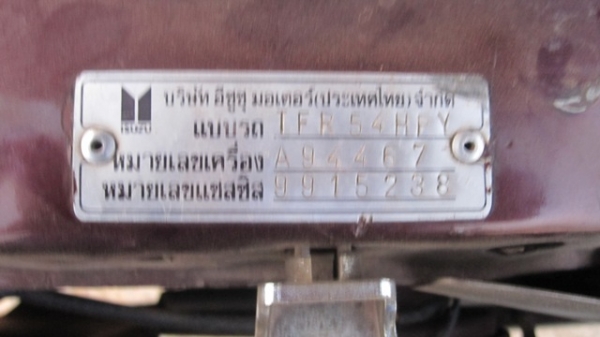 ISUZU
บริษัท อีซูซุ มอเตอร์(ประเทศไทย)จำกัด
แบบรถ TFR54HPY
หมายเลขเครื่อง A94467
หมายเลขแชสซีส 9915238